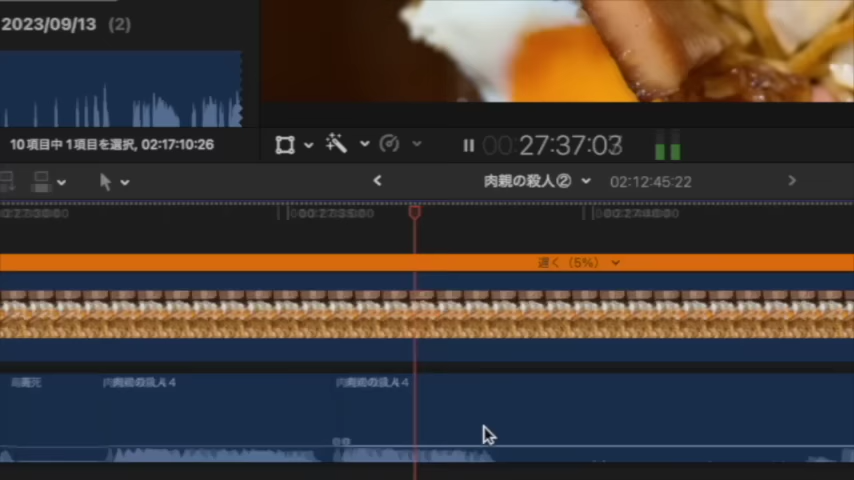 2023/09/13 (2)
10項目中1項目を選択, 02:17:10:26
00:27:37:03
肉親の殺人② 02:12:45:22
遅く (5%)
肉親の殺人4 肉親の殺人4